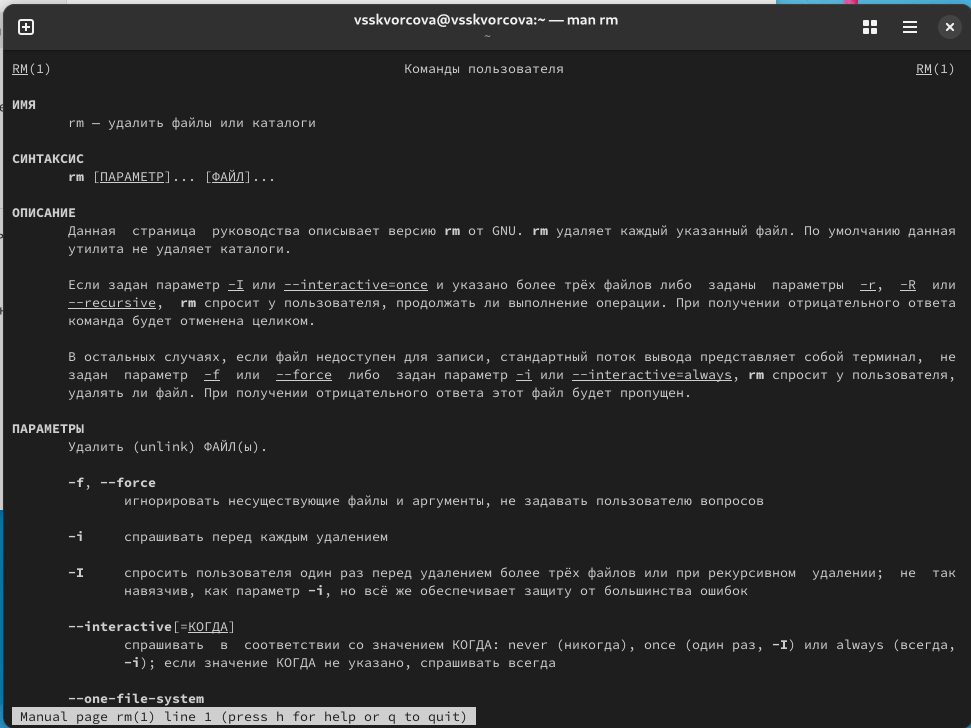 vsskvorcova@vsskvorcova:~ — man rm
~
RM(1) Команды пользователя RM(1)
ИМЯ
rm — удалить файлы или каталоги
СИНТАКСИС
rm [ПАРАМЕТР]... [ФАЙЛ]...
ОПИСАНИЕ
Данная страница руководства описывает версию rm от GNU. rm удаляет каждый указанный файл. По умолчанию данная
утилита не удаляет каталоги.
Если задан параметр -I или --interactive=once и указано более трёх файлов либо заданы параметры -r, -R или
--recursive, rm спросит у пользователя, продолжать ли выполнение операции. При получении отрицательного ответа
команда будет отменена целиком.
В остальных случаях, если файл недоступен для записи, стандартный поток вывода представляет собой терминал, не
задан параметр -f или --force либо задан параметр -i или --interactive=always, rm спросит у пользователя,
удалять ли файл. При получении отрицательного ответа этот файл будет пропущен.
ПАРАМЕТРЫ
Удалить (unlink) ФАЙЛ(ы).
-f, --force
игнорировать несуществующие файлы и аргументы, не задавать пользователю вопросов
-i спрашивать перед каждым удалением
-I спросить пользователя один раз перед удалением более трёх файлов или при рекурсивном удалении; не так
навязчив, как параметр -i, но всё же обеспечивает защиту от большинства ошибок
--interactive[=КОГДА]
спрашивать в соответствии со значением КОГДА: never (никогда), once (один раз, -I) или always (всегда,
-i); если значение КОГДА не указано, спрашивать всегда
--one-file-system
Manual page rm(1) line 1 (press h for help or q to quit)